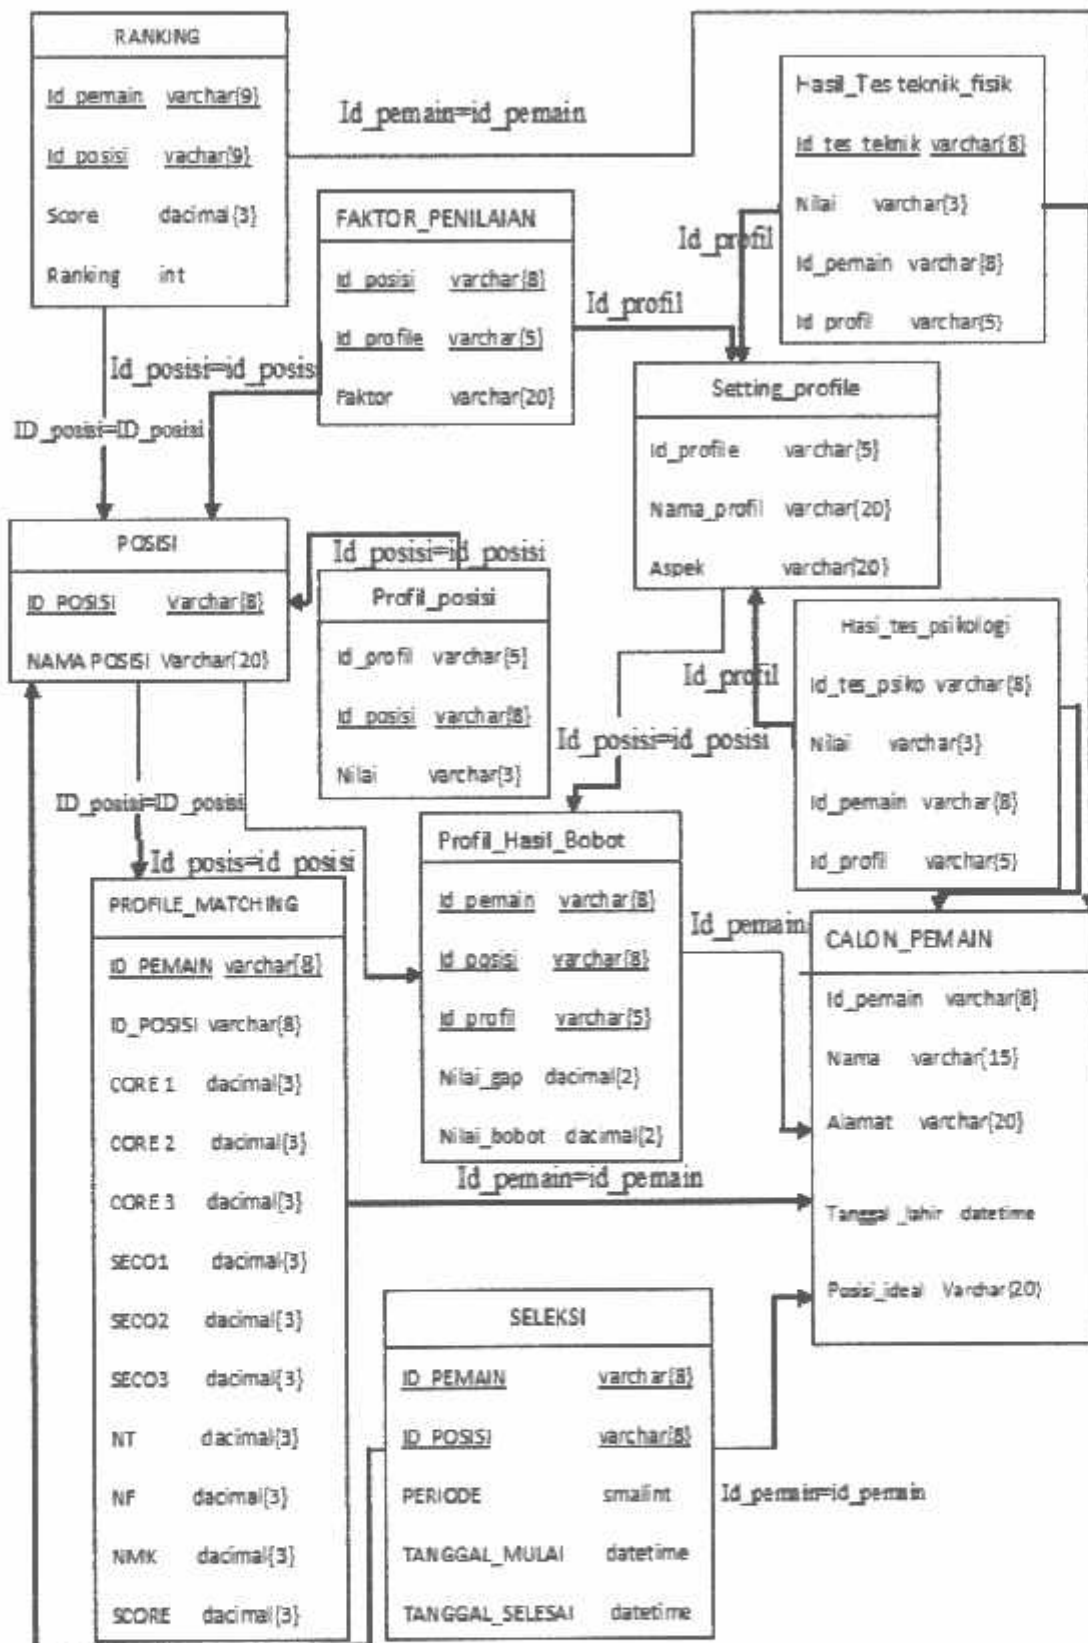 RANKING
Id_pemain varchar(9)
Id_posisi vachar(9)
Score dacimal(3)
Ranking int
Id_pemain=id_pemain
Hasil_Tes teknik_fisik
Id_tes_teknik varchar(8)
Nilai varchar(3)
Id_pemain varchar(8)
Id_profil varchar(5)
Id_profil
FAKTOR_PENILAIAN
Id_posisi varchar(8)
Id_profile varchar(5)
Faktor varchar(20)
Id_profil
Id_posisi=id_posisi
ID_posisi=ID_posisi
Setting_profile
Id_profile varchar(5)
Nama_profil varchar(20)
Aspek varchar(20)
POSISI
ID_POSISI Varchar(8)
NAMA POSISI Varchar(20)
Id_posisi=id_posisi
Profil_posisi
Id_profil varchar(5)
Id_posisi varchar(8)
Nilai varchar(3)
Id_profil
Hasi_tes_psikologi
Id_tes_psiko varchar(8)
Nilai varchar(3)
Id_pemain varchar(8)
Id_profil varchar(5)
Id_posisi=id_posisi
ID_posisi=ID_posisi
Id_posis=id_posisi
PROFILE_MATCHING
ID_PEMAIN varchar(8)
ID_POSISI varchar(8)
CORE 1 dacimal(3)
CORE 2 dacimal(3)
CORE 3 dacimal(3)
SECO1 dacimal(3)
SECO2 dacimal(3)
SECO3 dacimal(3)
NT dacimal(3)
NF dacimal(3)
NMK dacimal(3)
SCORE dacimal(3)
Profil_Hasil_Bobot
Id_pemain varchar(8)
Id_posisi varchar(8)
Id_profil varchar(5)
Nilai_gap dacimal(2)
Nilai_bobot dacimal(2)
Id_pemain
Id_pemain=id_pemain
CALON_PEMAIN
Id_pemain varchar(8)
Nama varchar(15)
Alamat varchar(20)
Tanggal_lahir datetime
Posisi_ideal Varchar(20)
SELEKSI
ID_PEMAIN varchar(8)
ID_POSISI varchar(8)
PERIODE smalint
TANGGAL_MULAI datetime
TANGGAL_SELESAI datetime
Id_pemain=id_pemain